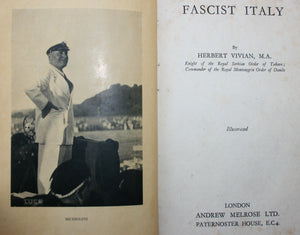 LUCE
MUSSOLINI
FASCIST ITALY
By
HERBERT VIVIAN, M.A.
Knight of the Royal Serbian Order of Takovo;
Commander of the Royal Montenegrin Order of Danilo
Illustrated
LONDON
ANDREW MELROSE LTD.
PATERNOSTER HOUSE, E.C.4.